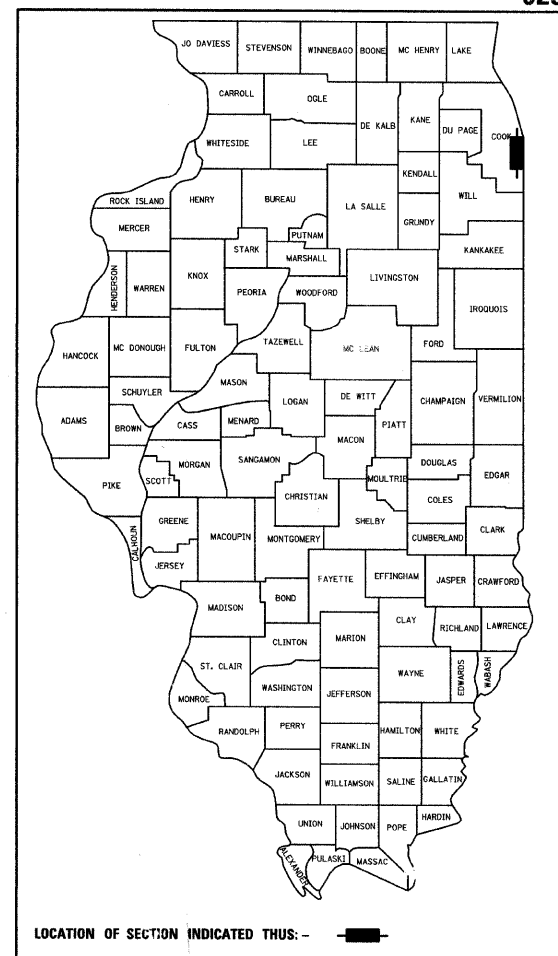 JO DAVIESS STEVENSON WINNEBAGO BOONE MC HENRY LAKE
CARROLL OGLE
DE KALB KANE DU PAGE COOK
WHITESIDE LEE
KENDALL
WILL
ROCK ISLAND HENRY BUREAU LA SALLE
MERCER PUTNAM GRUNDY
STARK MARSHALL KANKAKEE
HENDERSON WARREN KNOX PEORIA WOODFORD LIVINGSTON
IROQUOIS
HANCOCK MC DONOUGH FULTON TAZEWELL MC LEAN FORD
SCHUYLER MASON LOGAN DE WITT CHAMPAIGN VERMILION
ADAMS BROWN CASS MENARD MACON PIATT
SANGAMON DOUGLAS
PIKE SCOTT MORGAN MOULTRIE EDGAR
CHRISTIAN COLES
CALHOUN GREENE MACOUPIN MONTGOMERY SHELBY CUMBERLAND CLARK
JERSEY FAYETTE EFFINGHAM JASPER CRAWFORD
MADISON BOND
CLAY RICHLAND LAWRENCE
CLINTON MARION
ST. CLAIR WAYNE EDWARDS WABASH
WASHINGTON JEFFERSON
MONROE
RANDOLPH PERRY HAMILTON WHITE
FRANKLIN
JACKSON WILLIAMSON SALINE GALLATIN
UNION JOHNSON POPE HARDIN
ALEXANDER PULASKI MASSAC
LOCATION OF SECTION INDICATED THUS: -